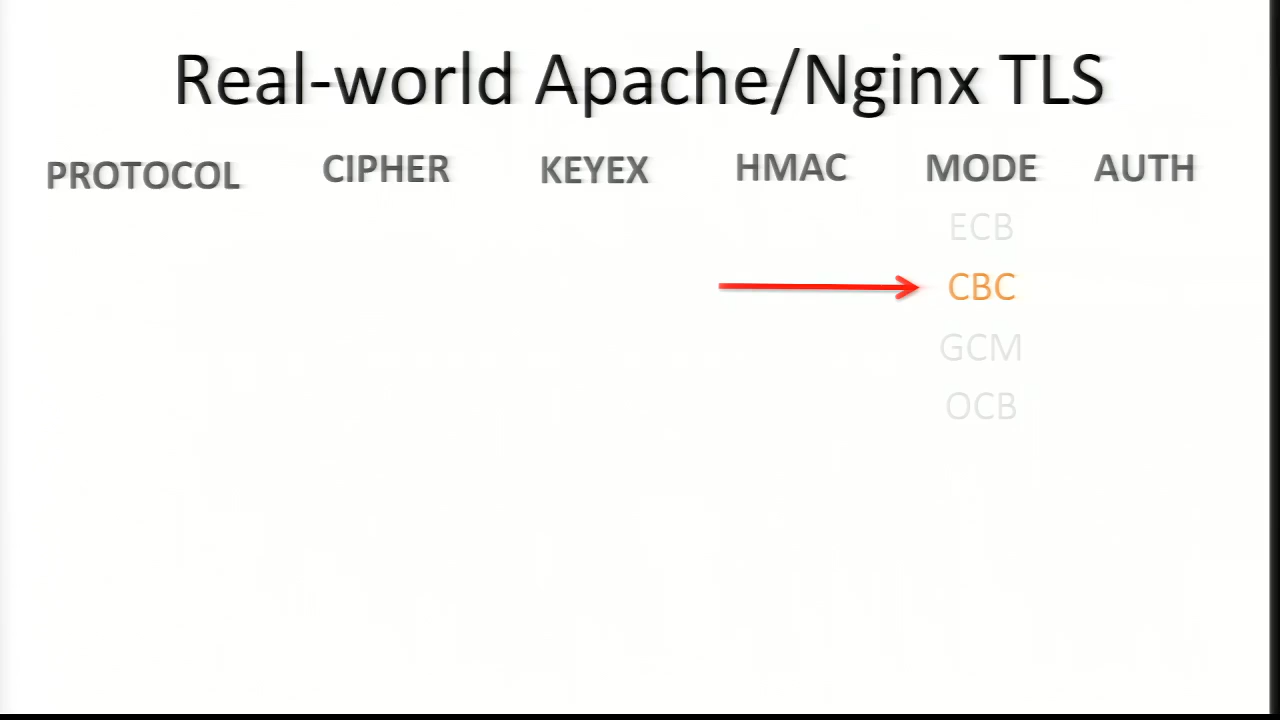 Real-world Apache/Nginx TLS
PROTOCOL CIPHER KEYEX HMAC MODE AUTH
ECB
CBC
GCM
OCB